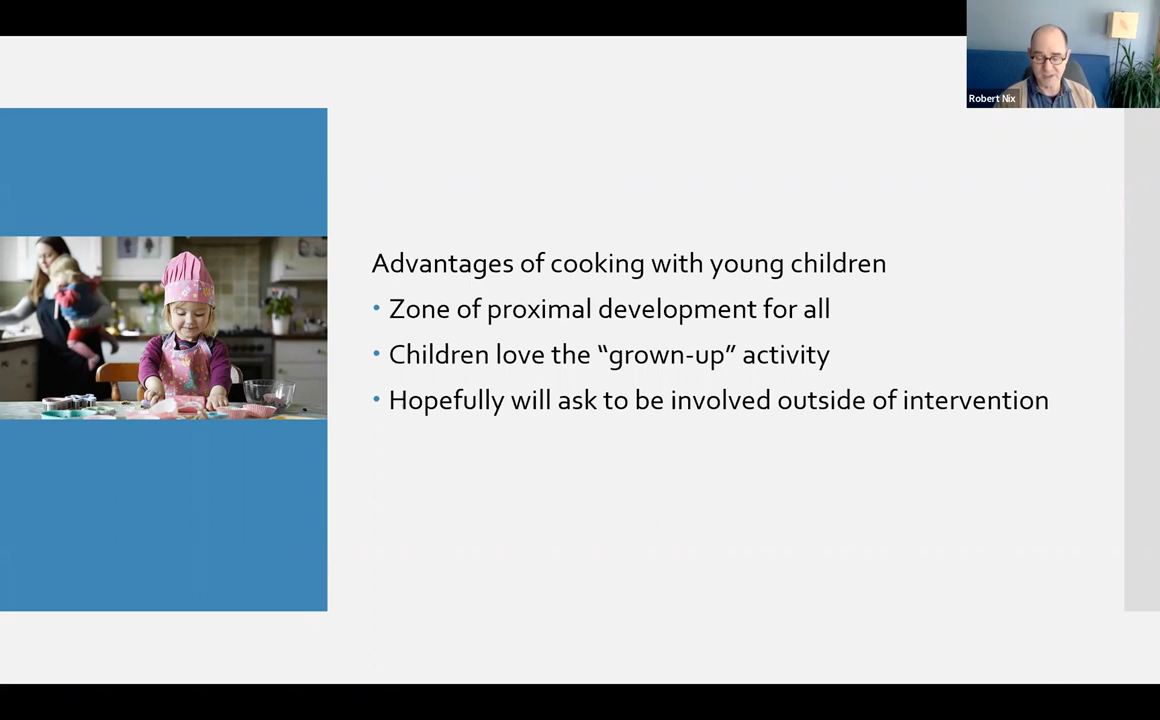 Robert Nix
Advantages of cooking with young children
• Zone of proximal development for all
• Children love the “grown-up” activity
• Hopefully will ask to be involved outside of intervention